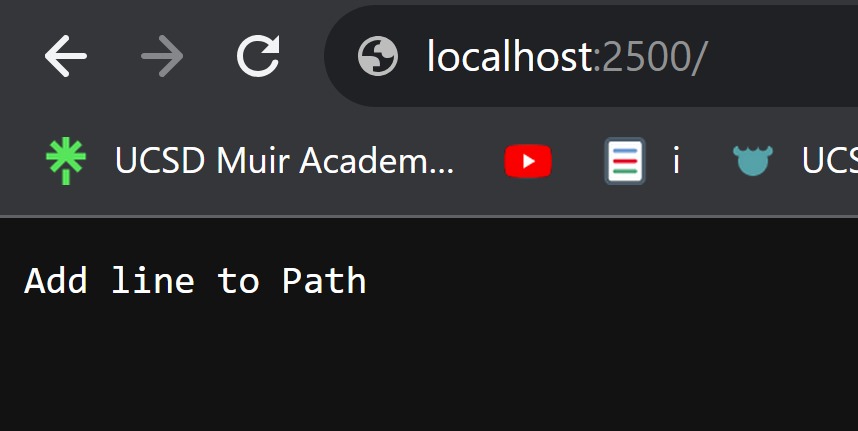 localhost:2500/
UCSD Muir Academ...
i
UCS
Add line to Path